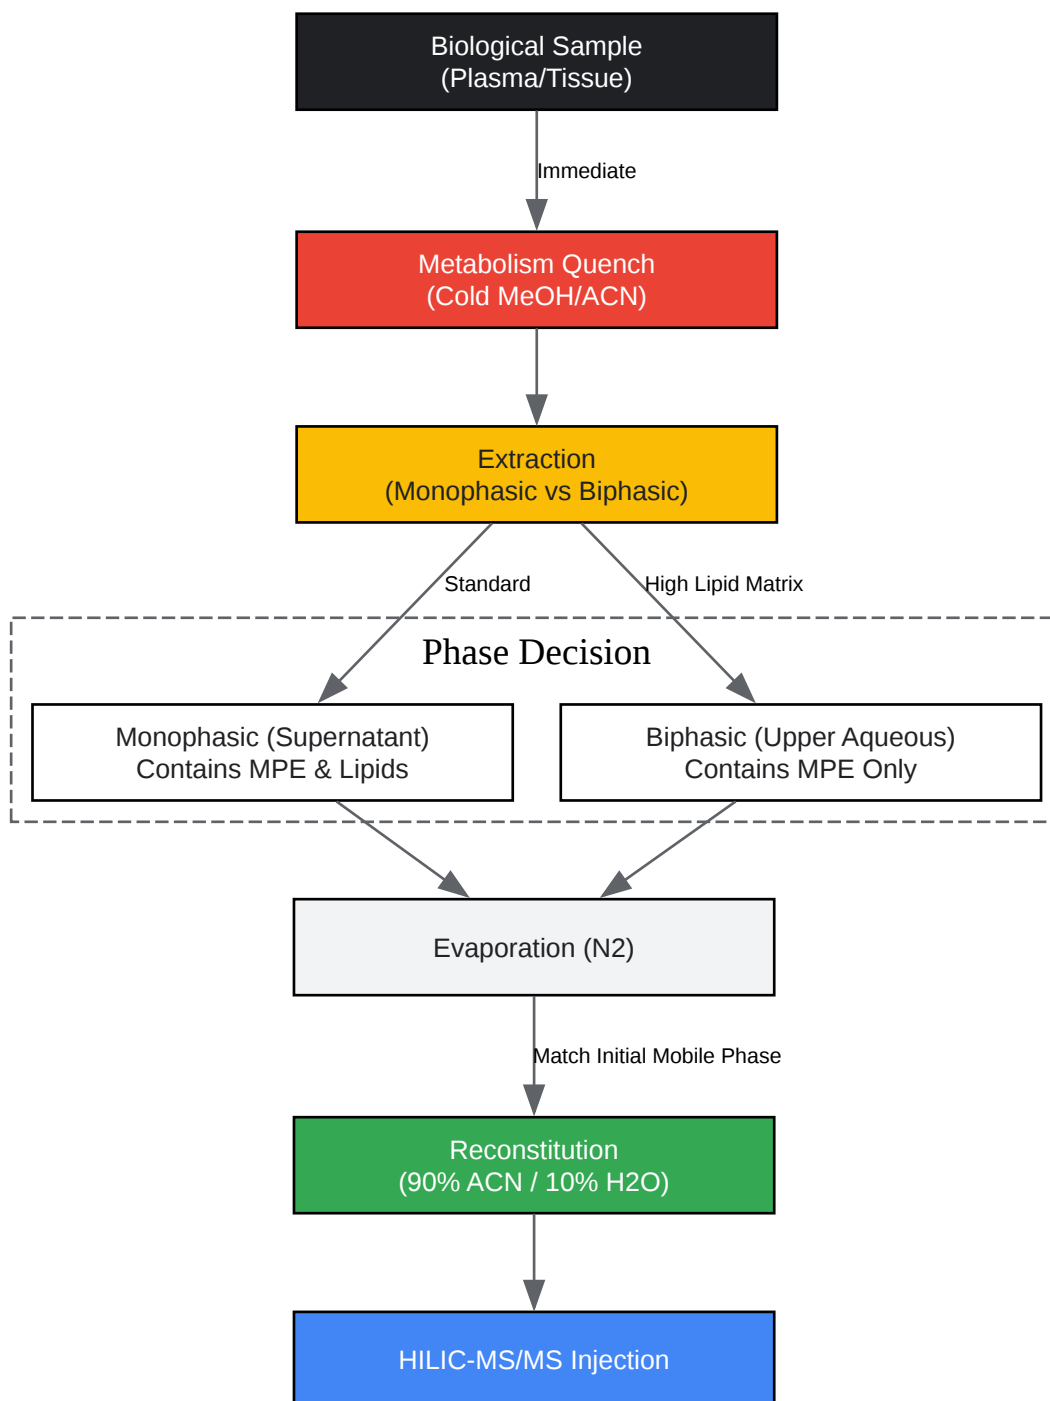 Biological Sample
(Plasma/Tissue)
Immediate
Metabolism Quench
(Cold MeOH/ACN)
Extraction
(Monophasic vs Biphasic)
Standard
High Lipid Matrix
Phase Decision
Monophasic (Supernatant)
Contains MPE & Lipids
Biphasic (Upper Aqueous)
Contains MPE Only
Evaporation (N2)
Match Initial Mobile Phase
Reconstitution
(90% ACN / 10% H2O)
HILIC-MS/MS Injection